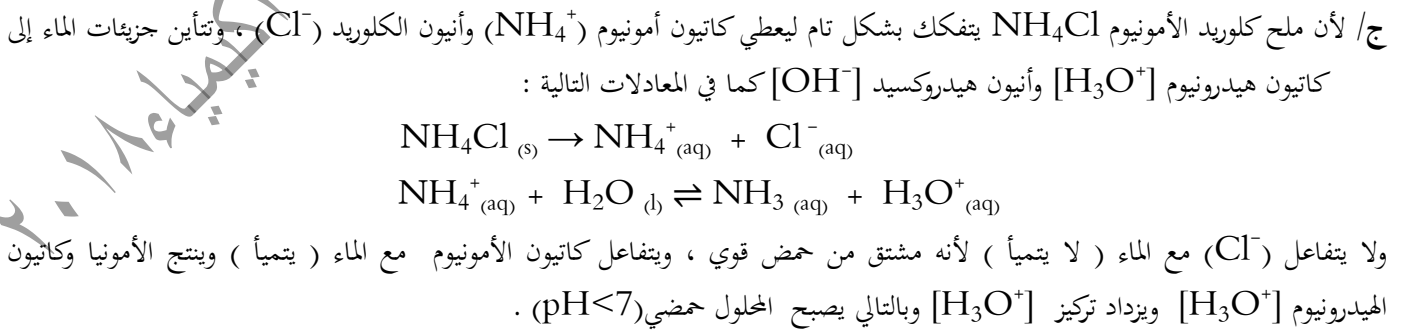 ج/ لأن ملح كلوريد الأمونيوم NH₄Cl يتفكك بشكل تام ليعطي كاتيون أمونيوم (NH₄⁺) وأنيون الكلوريد (Cl⁻) ، وتتأين جزيئات الماء إلى
كاتيون هيدرونيوم [H₃O⁺] وأنيون هيدروكسيد [OH⁻] كما في المعادلات التالية :
NH₄Cl (s) → NH₄⁺ (aq) + Cl⁻ (aq)
NH₄⁺ (aq) + H₂O (l) ⇌ NH₃ (aq) + H₃O⁺ (aq)
ولا يتفاعل (Cl⁻) مع الماء ( لا يتميأ ) لأنه مشتق من حمض قوي ، ويتفاعل كاتيون الأمونيوم مع الماء ( يتميأ ) وينتج الأمونيا وكاتيون
الهيدرونيوم [H₃O⁺] ويزداد تركيز [H₃O⁺] وبالتالي يصبح المحلول حمضي (pH<7) .
الكيمياء ٢٠١٨